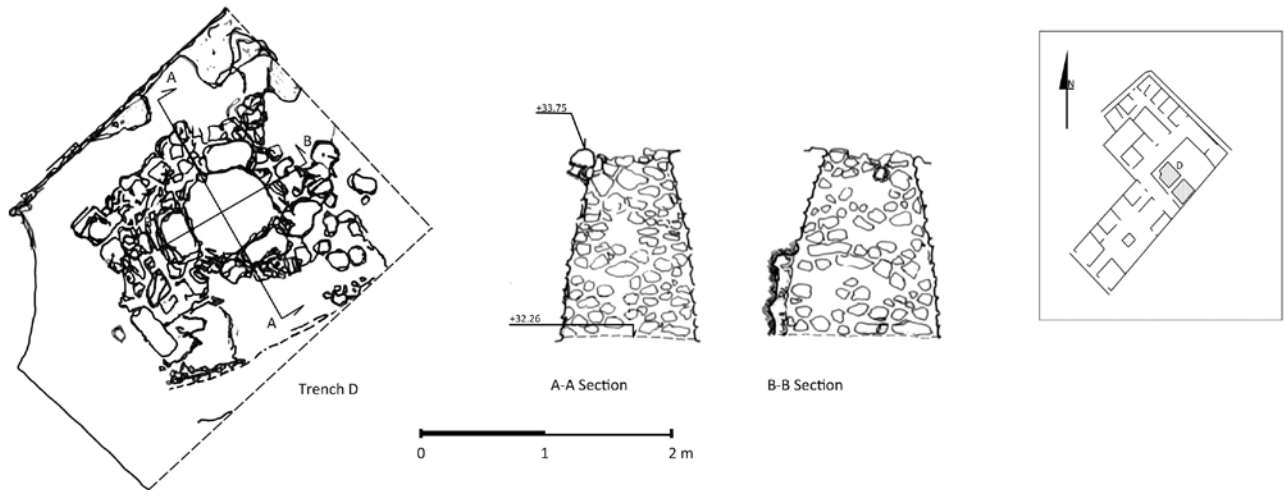 A
B
A
Trench D
+33.75
+32.26
A-A Section
B-B Section
0 1 2 m
N
D